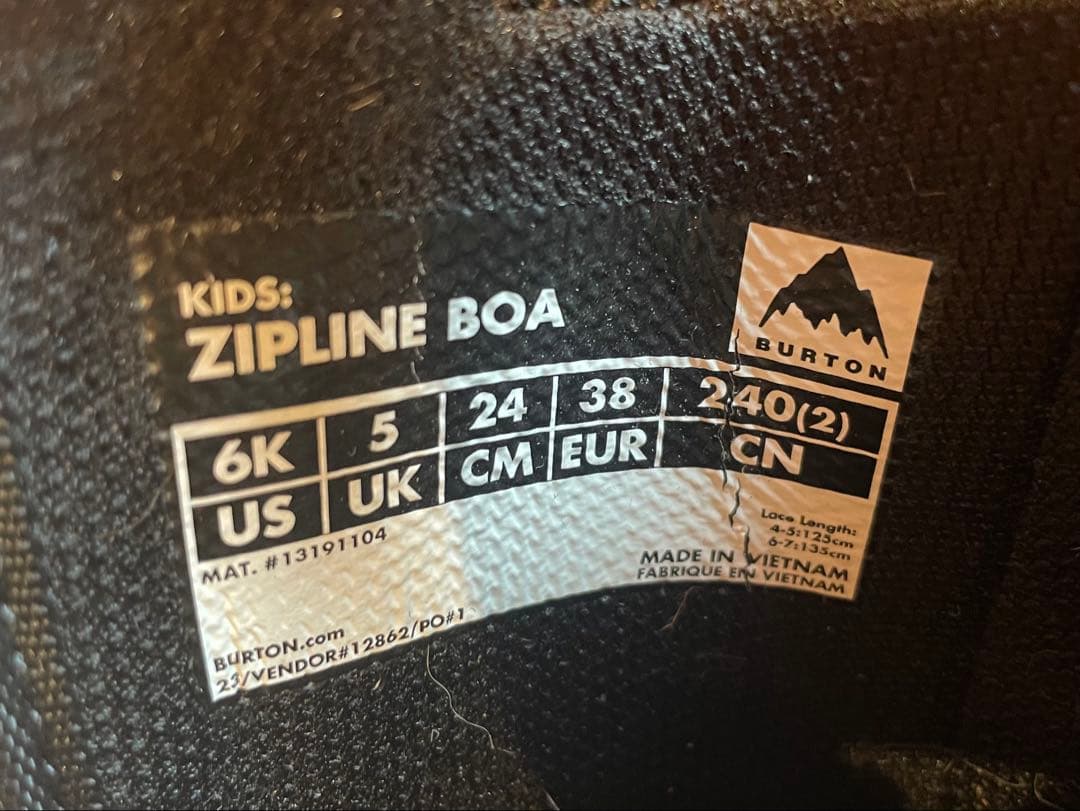 KIDS:
ZIPLINE BOA
BURTON
6K 5 24 38 240(2)
US UK CM EUR CN
MAT. #13191104
Lace Length:
4-5:125cm
6-7:135cm
MADE IN VIETNAM
FABRIQUE EN VIETNAM
BURTON.com
23/VENDOR#12862/PO#1